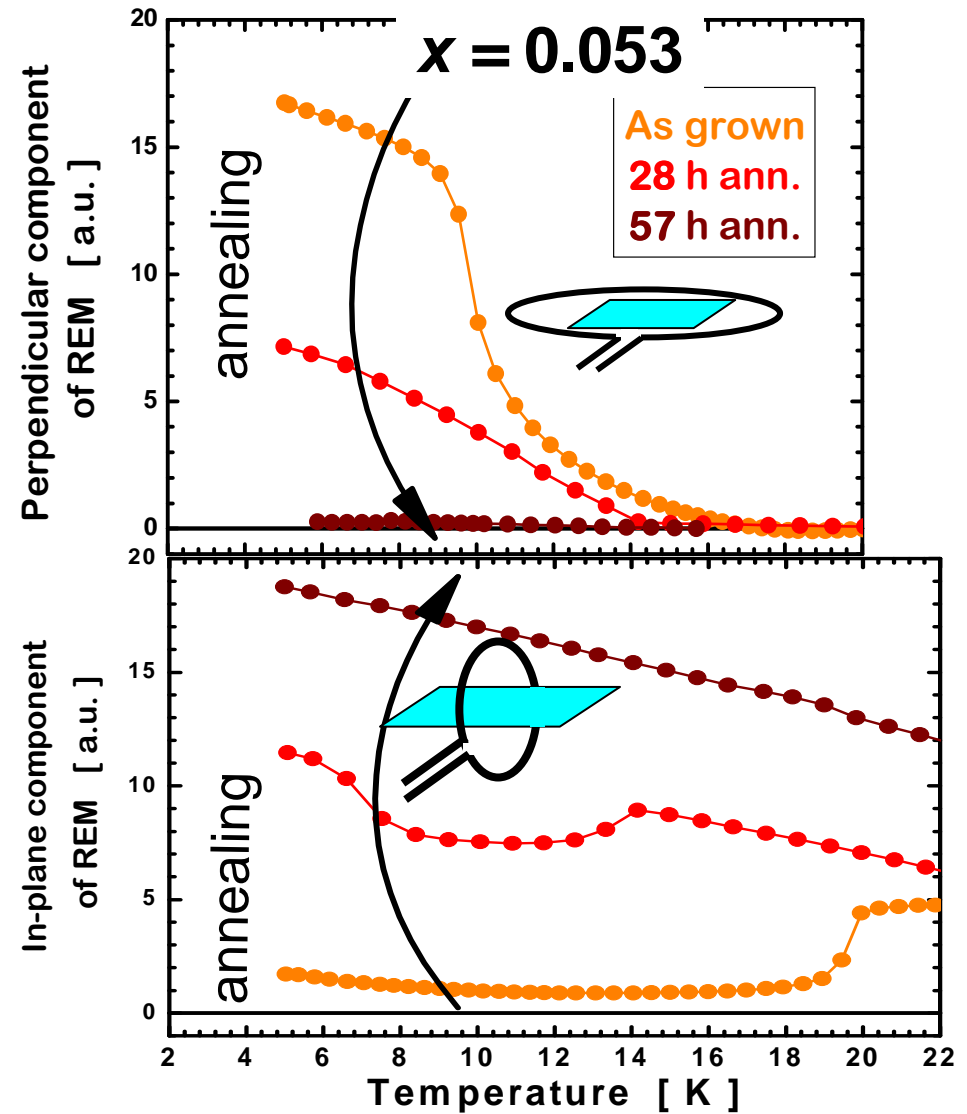 x = 0.053
As grown
28 h ann.
57 h ann.
annealing
Perpendicular component
of REM [ a.u. ]
20
15
10
5
0
annealing
In-plane component
of REM [ a.u. ]
20
15
10
5
0
2 4 6 8 10 12 14 16 18 20 22
Temperature [ K ]